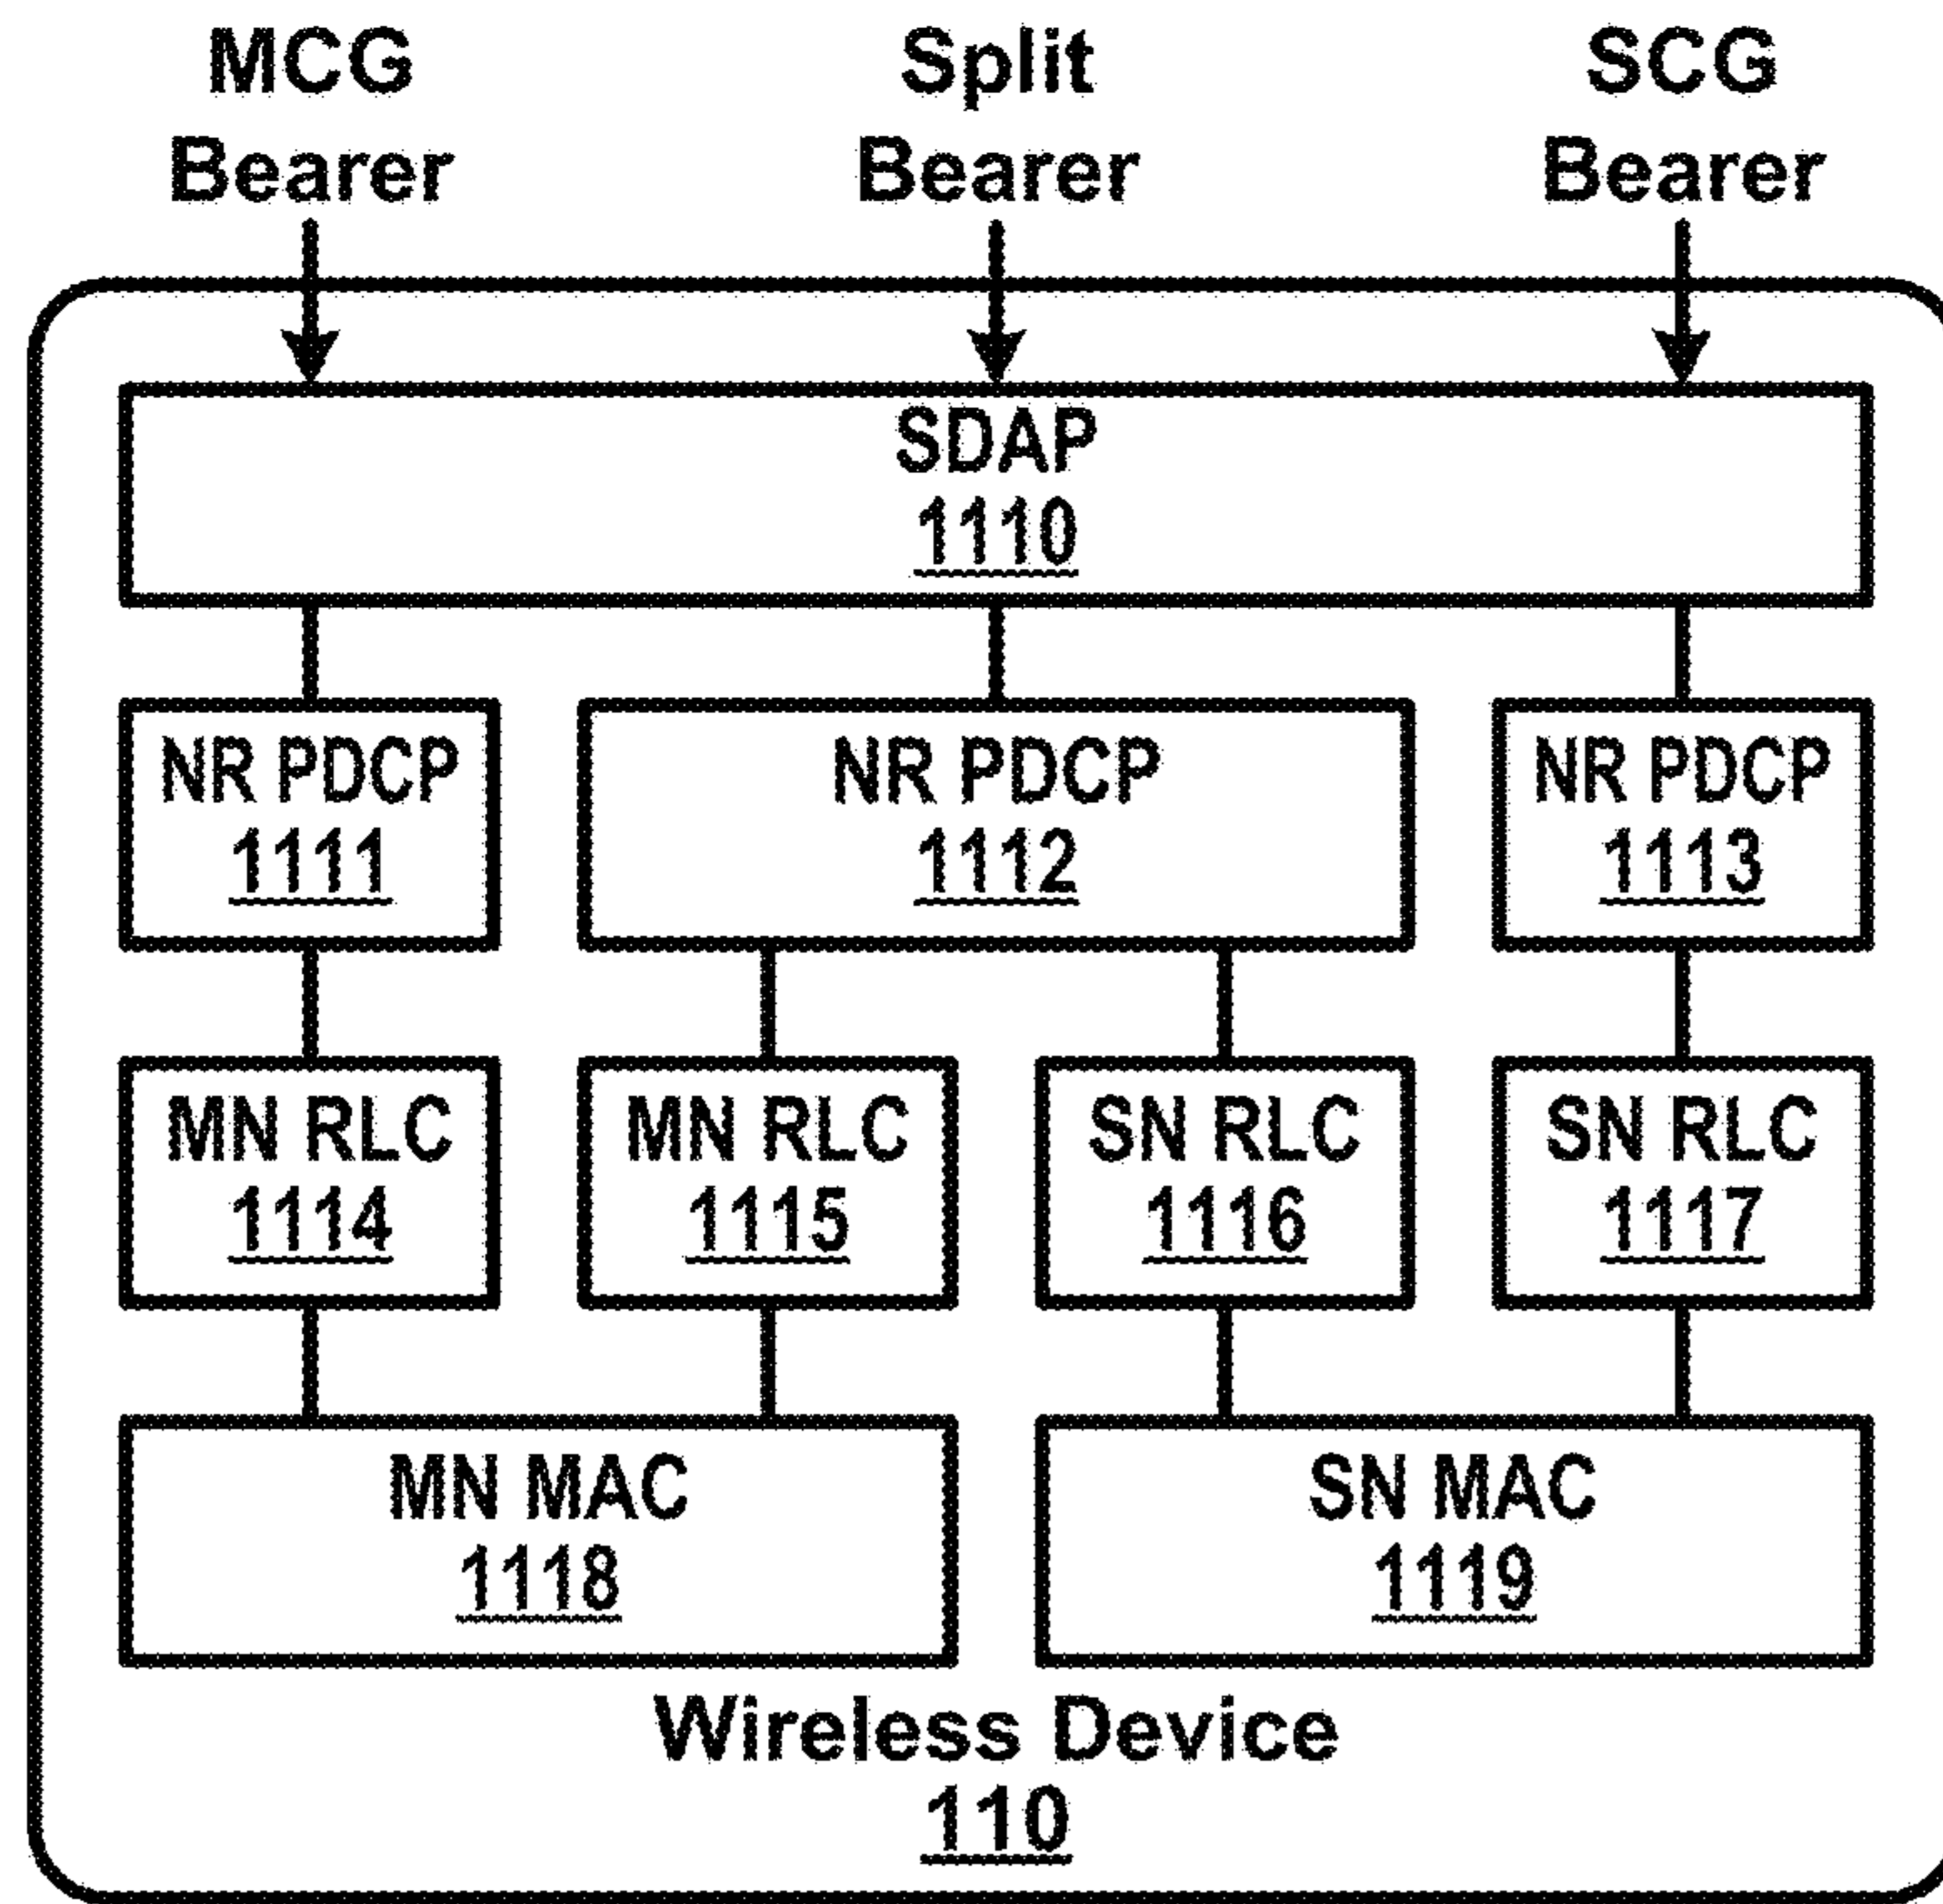 MCG
Bearer
Split
Bearer
SCG
Bearer
SDAP
1110
NR PDCP
1111
NR PDCP
1112
NR PDCP
1113
MN RLC
1114
MN RLC
1115
SN RLC
1116
SN RLC
1117
MN MAC
1118
SN MAC
1119
Wireless Device
110